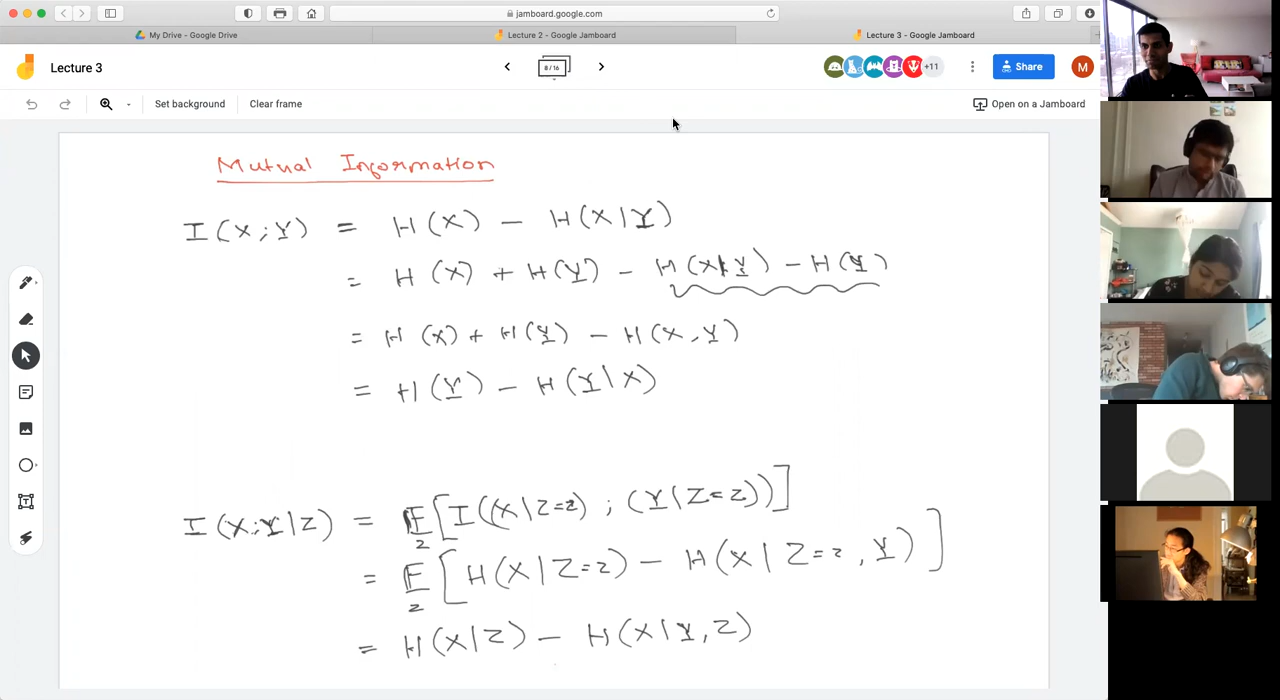 jamboard.google.com
My Drive - Google Drive
Lecture 2 - Google Jamboard
Lecture 3 - Google Jamboard
Lecture 3
8 / 16
+11
Share
M
Set background
Clear frame
Open on a Jamboard
Mutual Information
I(X;Y) = H(X) - H(X|Y)
= H(X) + H(Y) - H(X|Y) - H(Y)
= H(X) + H(Y) - H(X,Y)
= H(Y) - H(Y|X)
I(X;Y|Z) = E_z[I((X|Z=z) ; (Y|Z=z))]
= E_z[H(X|Z=z) - H(X|Z=z,Y)]
= H(X|Z) - H(X|Y,Z)